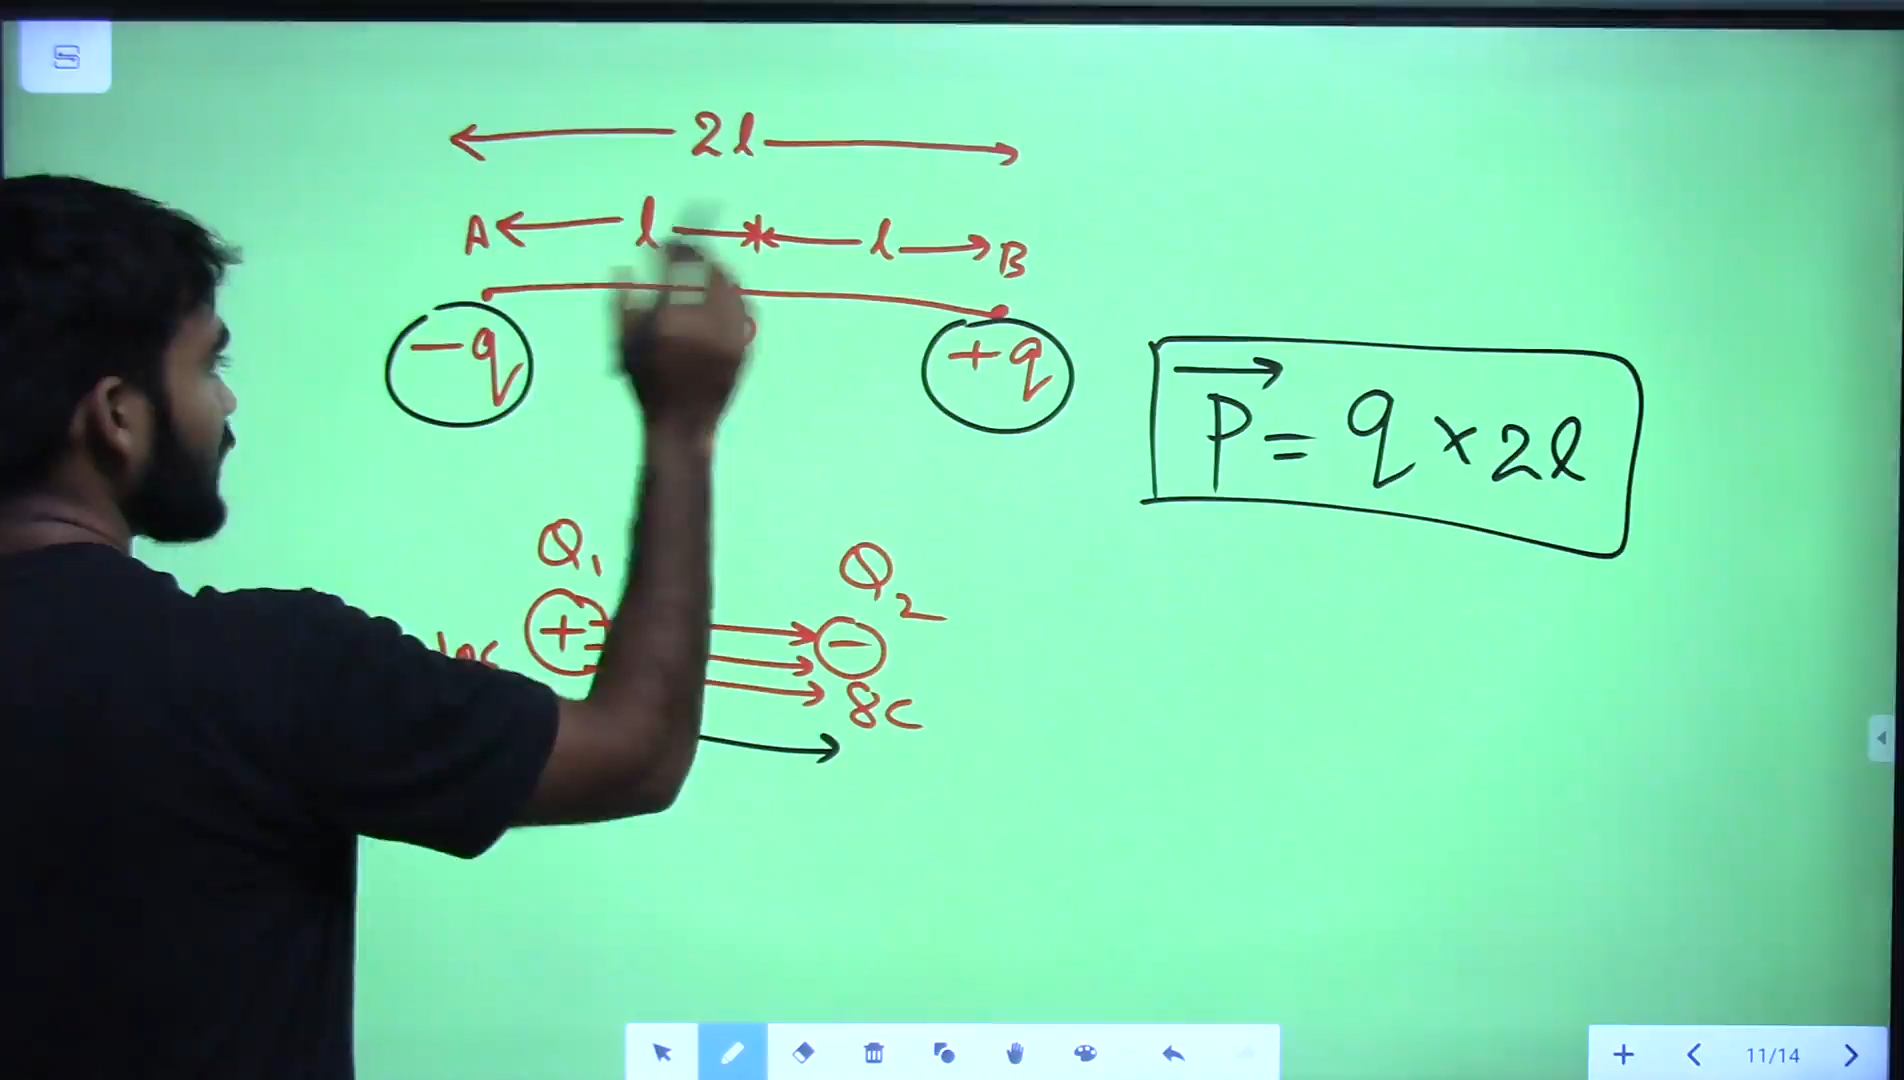 2l
A l l B
-q +q
P = q × 2l
Q1 Q2
+ -
8C
11/14